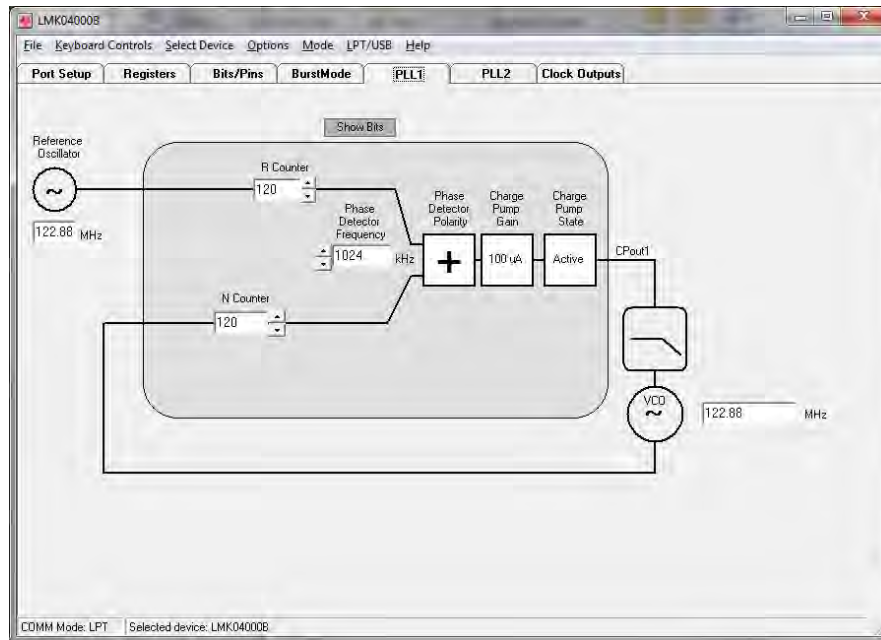 LMK04000B
File Keyboard Controls Select Device Options Mode LPT/USB Help
Port Setup Registers Bits/Pins BurstMode PLL1 PLL2 Clock Outputs
Show Bits
Reference
Oscillator
122.88 MHz
R Counter
120
Phase
Detector
Frequency
1024 kHz
Phase
Detector
Polarity
+
Charge
Pump
Gain
100 uA
Charge
Pump
State
Active
CPout1
N Counter
120
VCO
122.88 MHz
COMM Mode: LPT Selected device: LMK04000B